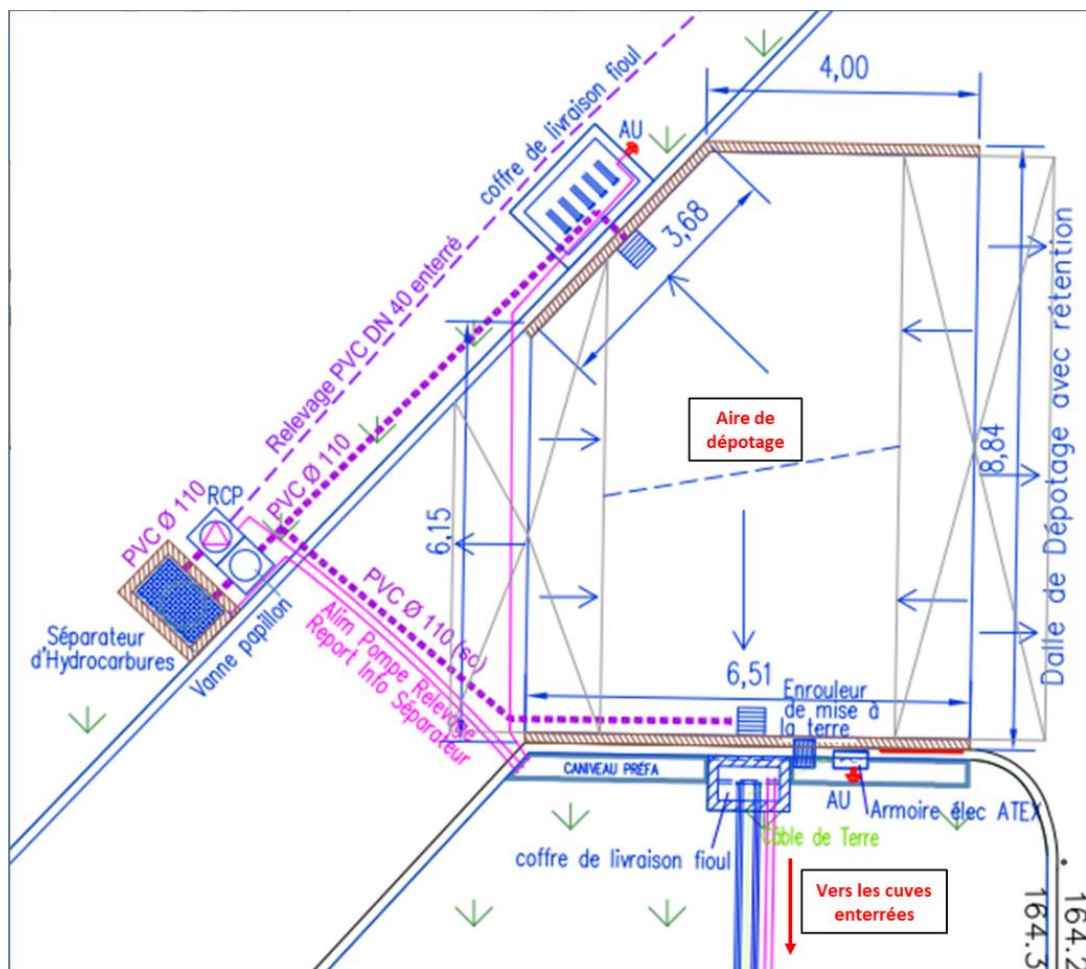 4,00
coffre de livraison fioul
AU
3,68
Relevage PVC DN 40 enterré
Dalle de Dépotage avec rétention
Aire de
dépotage
8,84
PVC Ø 110
RCP
PVC Ø 110
6,15
PVC Ø 110 (sc)
Séparateur
d'Hydrocarbures
Vanne papillon
Alim Pompe Relevage
Report Info Séparateur
6,51
Enrouleur
de mise à
la terre
CANIVEAU PRÉFA
AU
Armoire élec ATEX
Câble de Terre
coffre de livraison fioul
Vers les cuves
enterrées
164.3
164.2